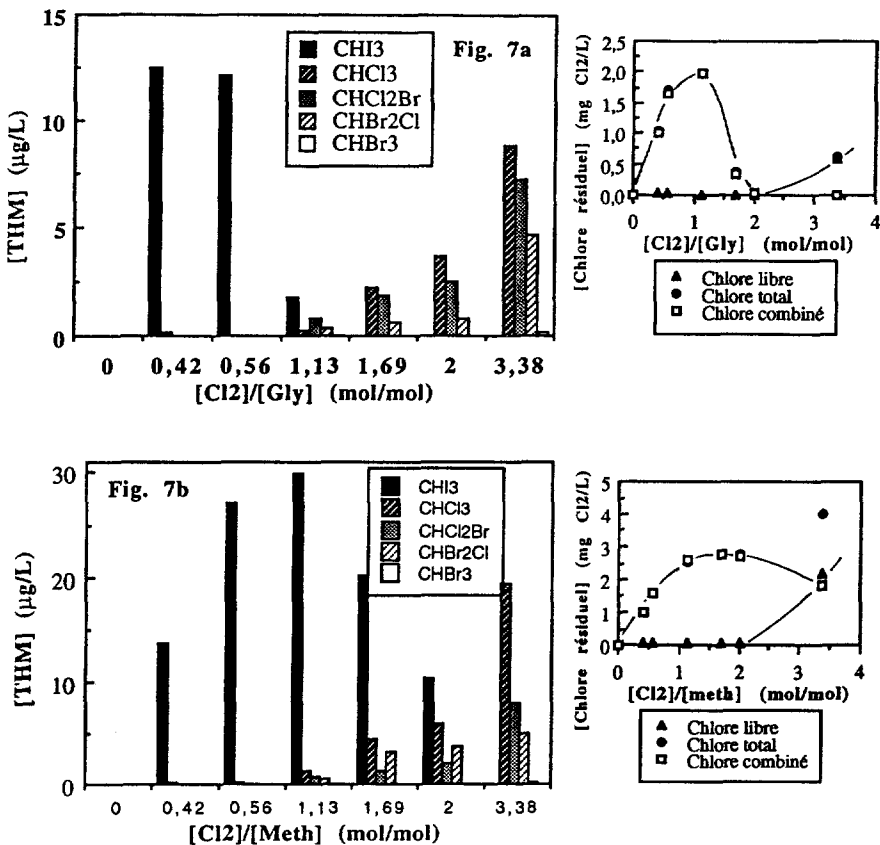 Fig. 7a
[THM] (µg/L)
15
10
5
0
CHI3
CHCl3
CHCl2Br
CHBr2Cl
CHBr3
0 0,42 0,56 1,13 1,69 2 3,38
[Cl2]/[Gly] (mol/mol)
[Chlore résiduel] (mg Cl2/L)
2,5
2,0
1,5
1,0
0,5
0,0
0 1 2 3 4
[Cl2]/[Gly] (mol/mol)
Chlore libre
Chlore total
Chlore combiné
Fig. 7b
[THM] (µg/L)
30
20
10
0
CHI3
CHCl3
CHCl2Br
CHBr2Cl
CHBr3
0 0,42 0,56 1,13 1,69 2 3,38
[Cl2]/[Meth] (mol/mol)
[Chlore résiduel] (mg Cl2/L)
5
4
3
2
1
0
0 1 2 3 4
[Cl2]/[meth] (mol/mol)
Chlore libre
Chlore total
Chlore combiné